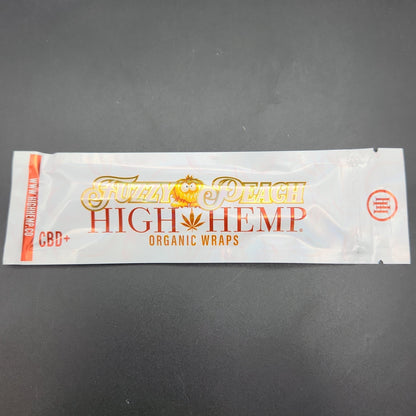 FUZZY PEACH
HIGH HEMP®
ORGANIC WRAPS
CBD+
WWW.HIGHHEMP.CO